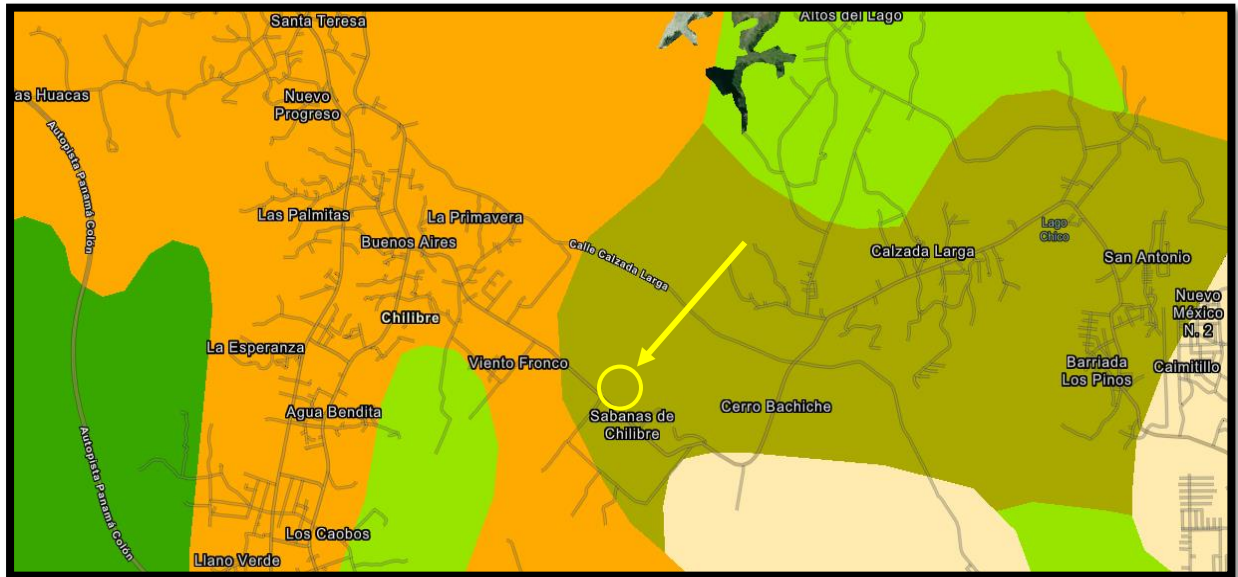 Santa Teresa
Altos del Lago
as Huacas
Nuevo
Progreso
Autopista Panamá Colón
Las Palmitas
La Primavera
Buenos Aires
Calle Calzada Larga
Lago
Chico
Calzada Larga
San Antonio
Nuevo
México
N. 2
Chilibre
La Esperanza
Viento Fronco
Barriada
Los Pinos
Caimitillo
Agua Bendita
Sabanas de
Chilibre
Cerro Bachiche
Autopista Panamá Colón
Los Caobos
Llano Verde